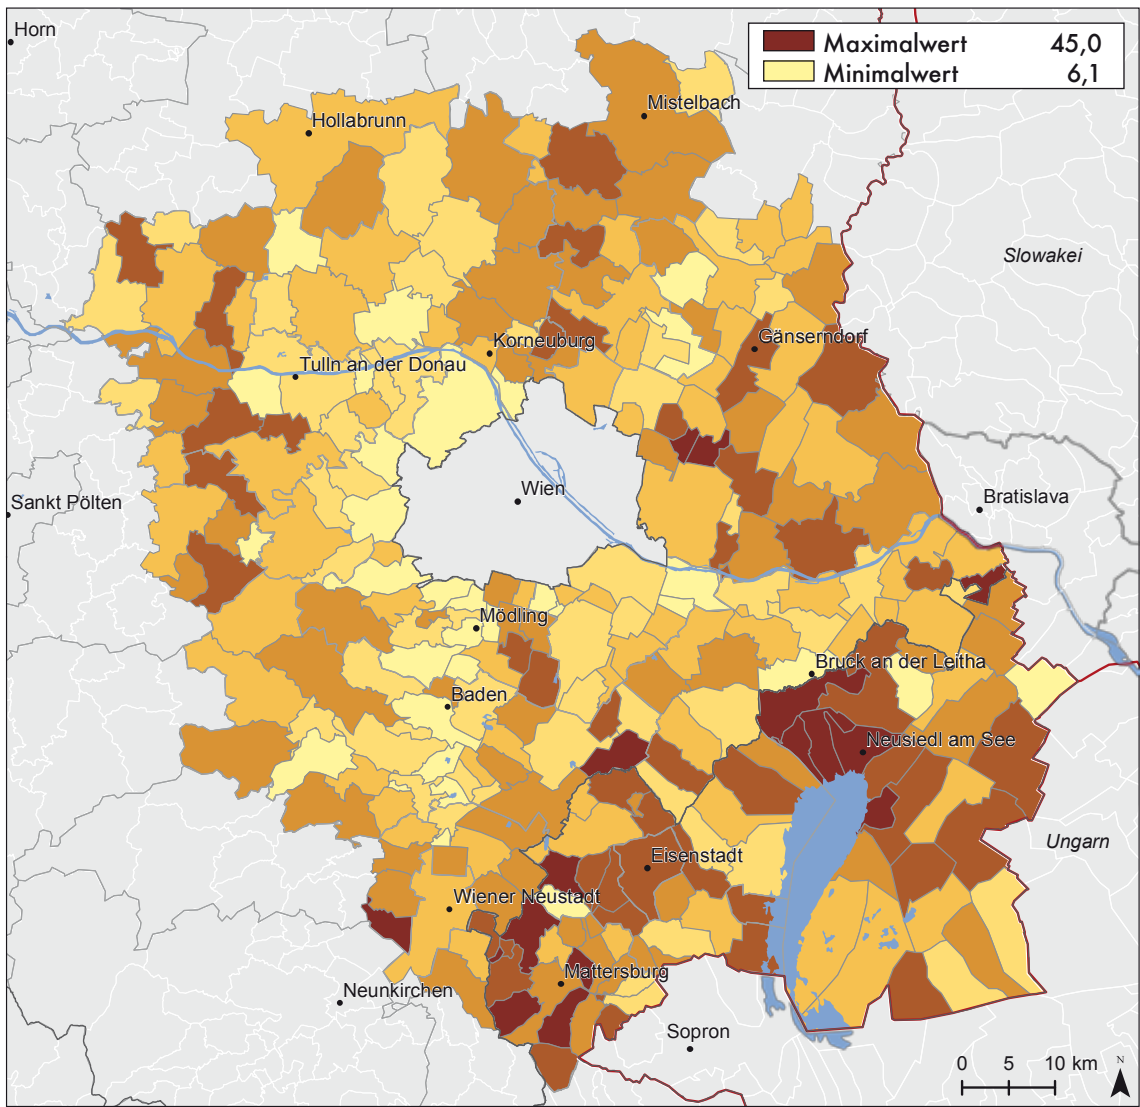 Horn
Maximalwert 45,0
Minimalwert 6,1
Mistelbach
Hollabrunn
Slowakei
Gänserndorf
Korneuburg
Tulln an der Donau
Wien
Bratislava
Sankt Pölten
Mödling
Bruck an der Leitha
Baden
Neusiedl am See
Ungarn
Eisenstadt
Wiener Neustadt
Mattersburg
Neunkirchen
Sopron
0 5 10 km
N